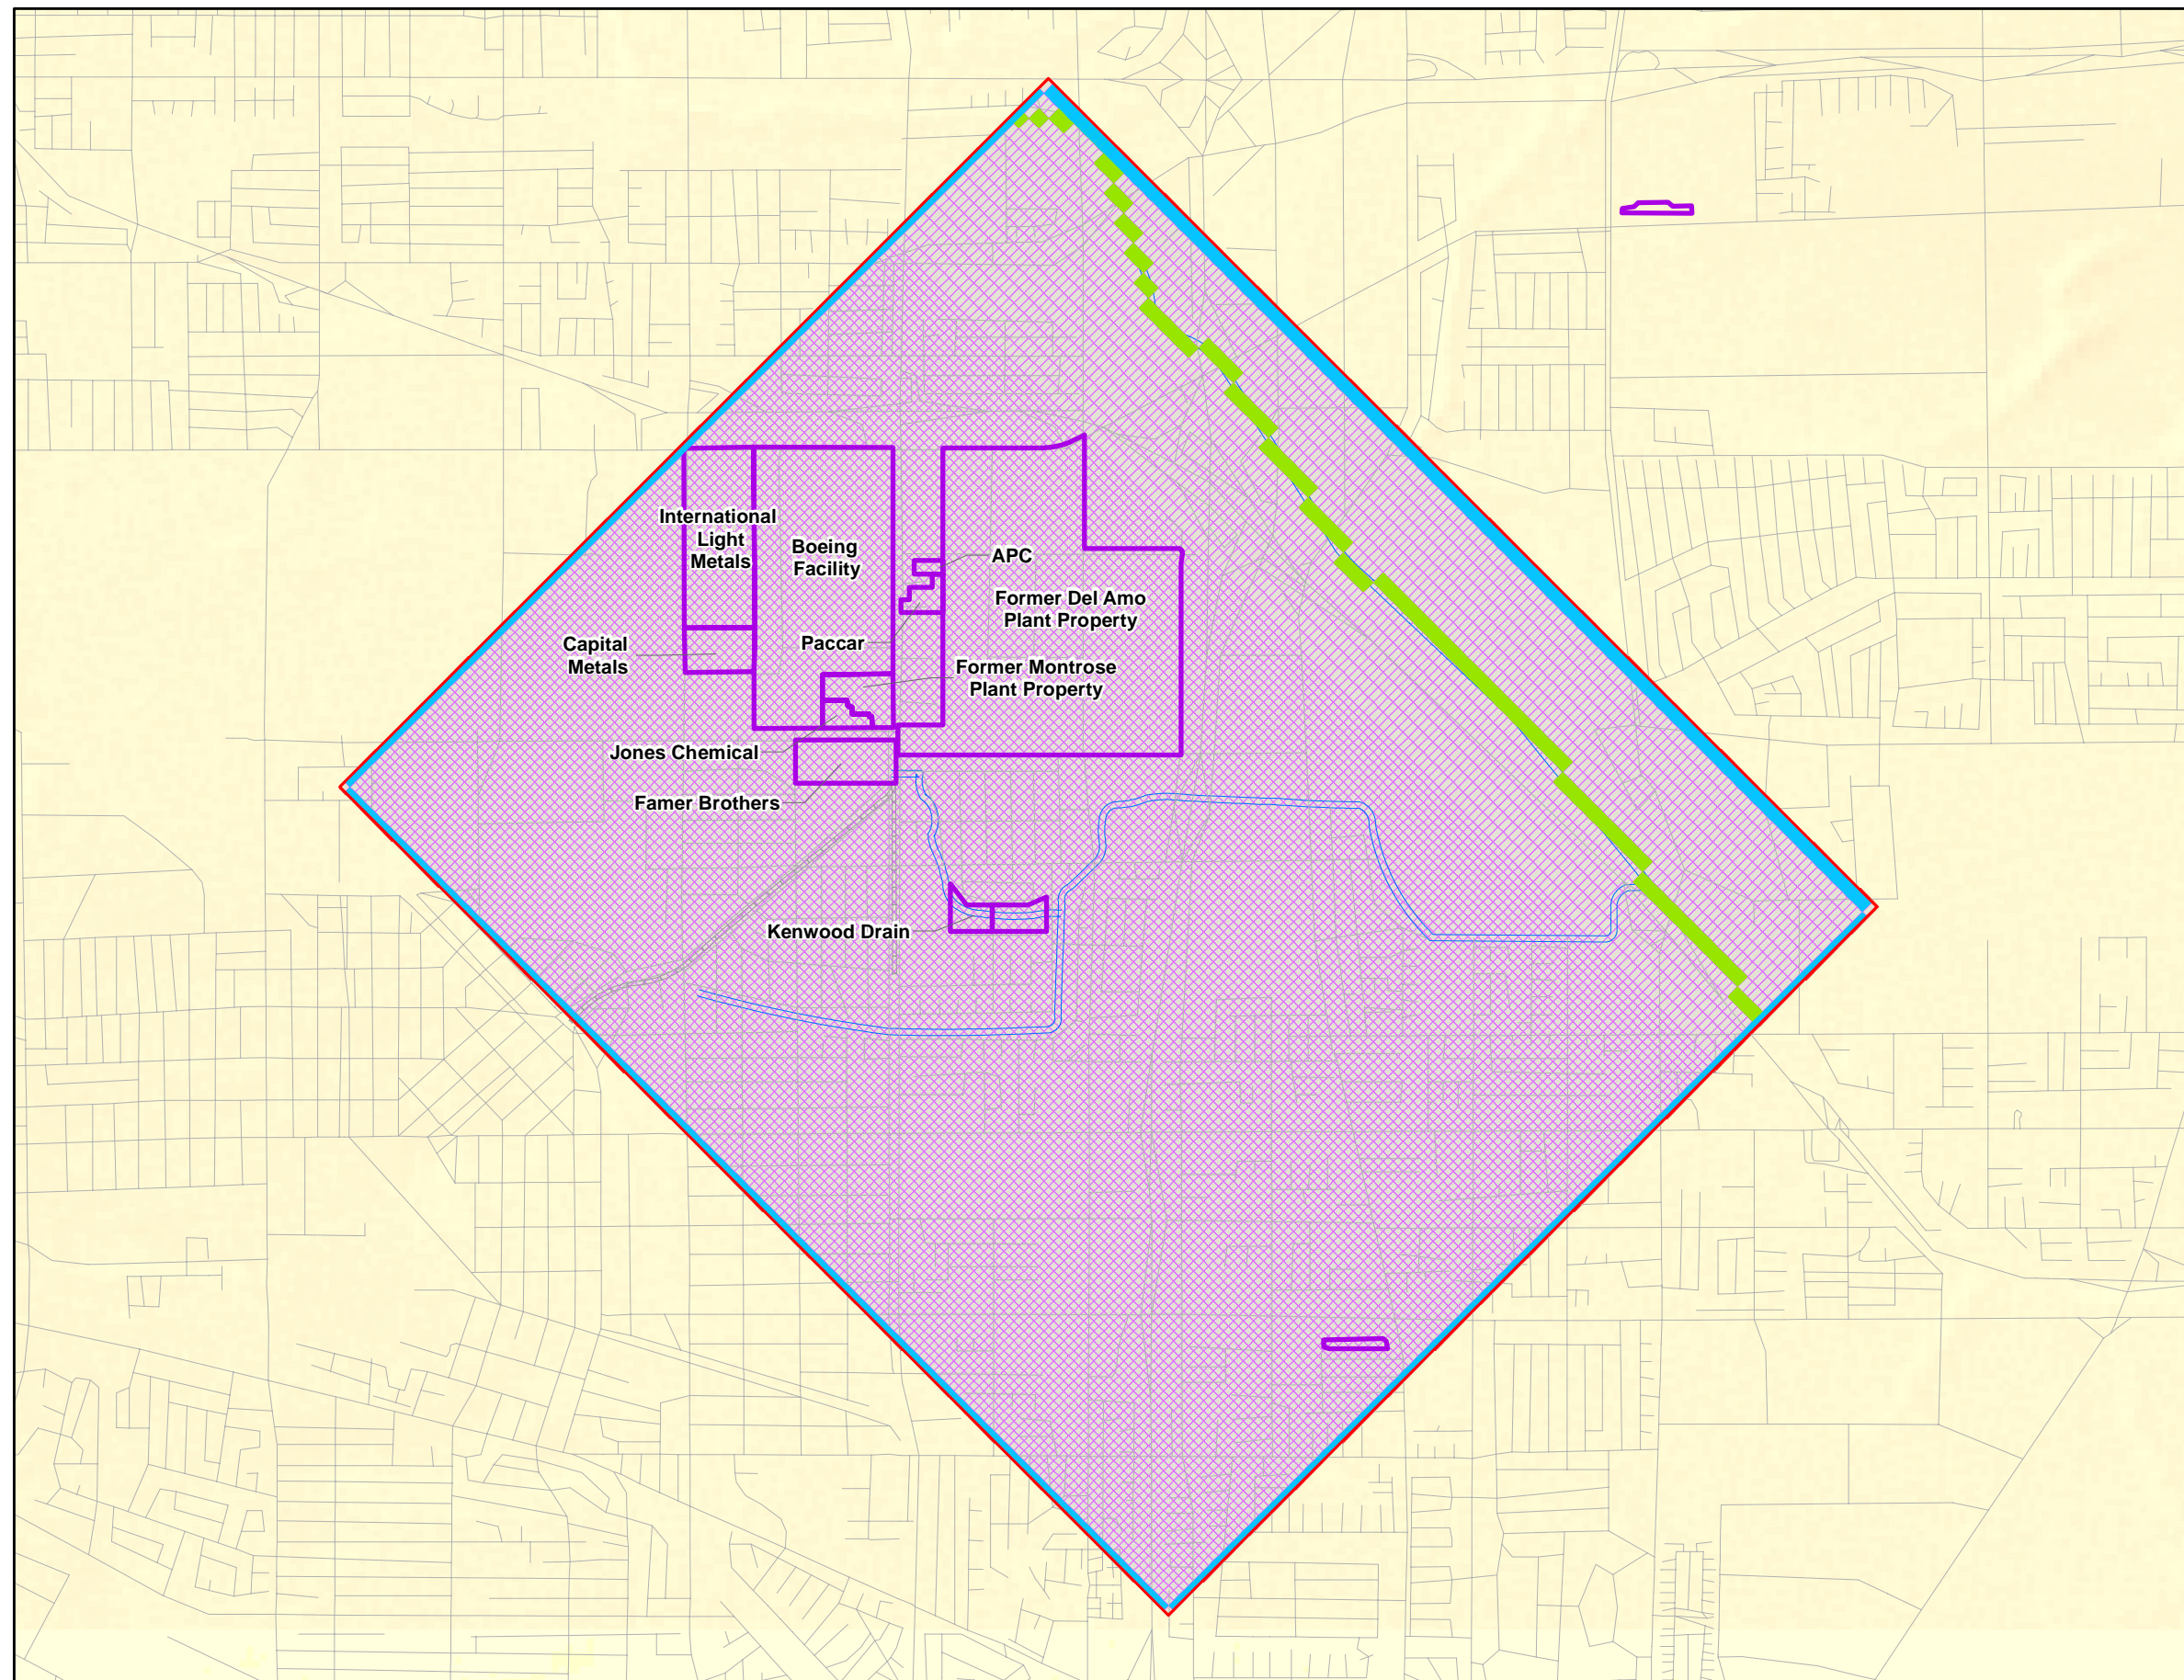 International
Light
Metals
Boeing
Facility
APC
Former Del Amo
Plant Property
Capital
Metals
Paccar
Former Montrose
Plant Property
Jones Chemical
Famer Brothers
Kenwood Drain